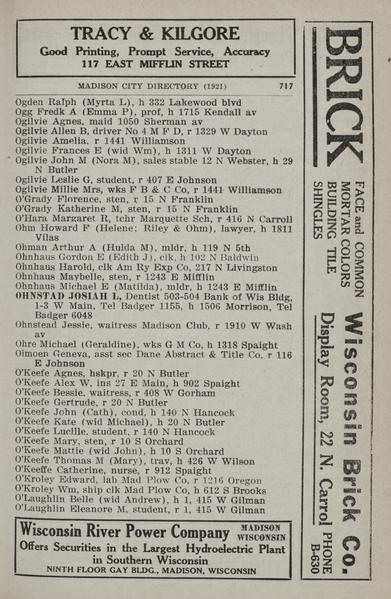 TRACY & KILGORE
Good Printing, Prompt Service, Accuracy
117 EAST MIFFLIN STREET
MADISON CITY DIRECTORY (1921) 717
Ogden Ralph (Myrta L), h 332 Lakewood blvd
Ogg Fredk A (Emma P), prof, h 1715 Kendall av
Ogilvie Agnes, maid 1050 Sherman av
Ogilvie Allen B, driver No 4 M F D, r 1329 W Dayton
Ogilvie Amelia, r 1441 Williamson
Ogilvie Frances E (wid Wm), h 1311 W Dayton
Ogilvie John M (Nora M), sales stable 12 N Webster, h 29
N Butler
Ogilvie Leslie G, student, r 407 E Johnson
Ogilvie Millie Mrs, wks F B & C Co, r 1441 Williamson
O'Grady Florence, sten, r 15 N Franklin
O'Grady Katherine M, sten, r 15 N Franklin
O'Hara Margaret R, tchr Marquette Sch, r 416 N Carroll
Ohm Howard F (Helene; Riley & Ohm), lawyer, h 1811
Vilas
Ohman Arthur A (Hulda M), mldr, h 119 N 5th
Ohnhaus Gordon E (Edith J), clk, h 102 N Baldwin
Ohnhaus Harold, clk Am Ry Exp Co, 217 N Livingston
Ohnhaus Maybelle, sten, r 1243 E Mifflin
Ohnhaus Michael E (Matilda), mldr, h 1243 E Mifflin
OHNSTAD JOSIAH L, Dentist 503-504 Bank of Wis Bldg,
1-3 W Main, Tel Badger 1155, h 1506 Morrison, Tel
Badger 6048
Ohnstead Jessie, waitress Madison Club, r 1910 W Wash
av
Ohre Michael (Geraldine), wks G M Co, h 1318 Spaight
Oimoen Geneva, asst sec Dane Abstract & Title Co, r 116
E Johnson
O'Keefe Agnes, hskpr, r 20 N Butler
O'Keefe Alex W, ins 27 E Main, h 902 Spaight
O'Keefe Bessie, waitress, r 408 W Gorham
O'Keefe Gertrude, r 20 N Butler
O'Keefe John (Cath), cond, h 140 N Hancock
O'Keefe Kate (wid Michael), h 20 N Butler
O'Keefe Lucille, student, r 140 N Hancock
O'Keefe Mary, sten, r 10 S Orchard
O'Keefe Mattie (wid John), h 10 S Orchard
O'Keefe Thomas M (Mary), trav, h 426 W Wilson
O'Keeffe Catherine, nurse, r 912 Spaight
O'Kroley Edward, lab Mad Plow Co, r 1216 Oregon
O'Kroley Wm, ship clk Mad Plow Co, h 612 S Brooks
O'Laughlin Belle (wid Andrew), h 1, 415 W Gilman
O'Laughlin Eleanore M, student, r 1, 415 W Gilman
Wisconsin River Power Company MADISON WISCONSIN
Offers Securities in the Largest Hydroelectric Plant
in Southern Wisconsin
NINTH FLOOR GAY BLDG., MADISON, WISCONSIN
BRICK
FACE and COMMON
MORTAR COLORS
BUILDING TILE
SHINGLES
Wisconsin Brick Co.
Display Room, 22 N. Carrol
PHONE
B-630